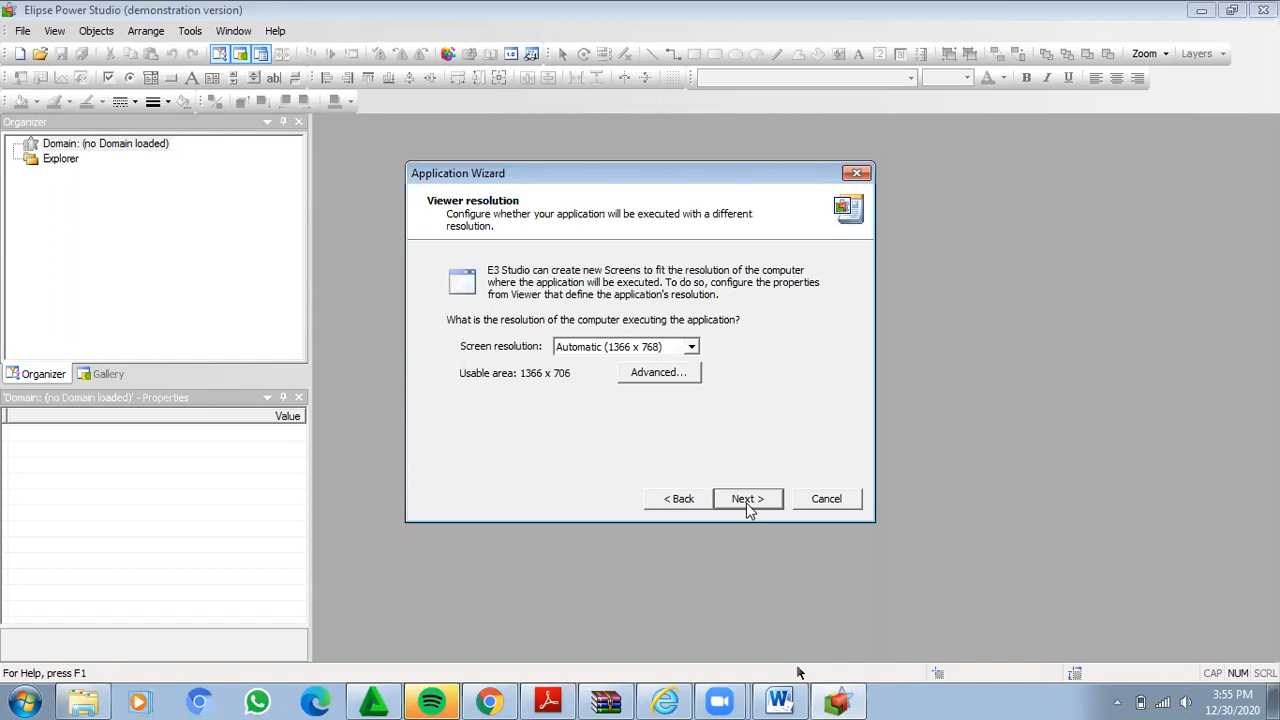 Elipse Power Studio (demonstration version)
File View Objects Arrange Tools Window Help
Zoom Layers
A B I U
Organizer
Domain: (no Domain loaded)
Explorer
Organizer Gallery
'Domain: (no Domain loaded)' - Properties
Value
Application Wizard
Viewer resolution
Configure whether your application will be executed with a different
resolution.
E3 Studio can create new Screens to fit the resolution of the computer
where the application will be executed. To do so, configure the properties
from Viewer that define the application's resolution.
What is the resolution of the computer executing the application?
Screen resolution: Automatic (1366 x 768)
Usable area: 1366 x 706 Advanced...
< Back Next > Cancel
For Help, press F1
CAP NUM SCRL
3:55 PM
12/30/2020